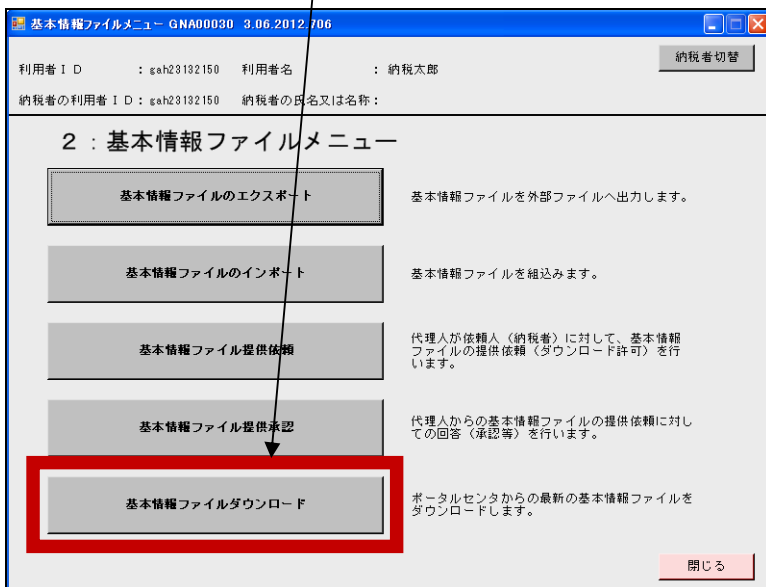 基本情報ファイルメニュー GNA00030 3.06.2012.706
納税者切替
利用者ＩＤ : gah23132150 利用者名 : 納税太郎
納税者の利用者ＩＤ : gah23132150 納税者の氏名又は名称 :
２：基本情報ファイルメニュー
基本情報ファイルのエクスポート
基本情報ファイルを外部ファイルへ出力します。
基本情報ファイルのインポート
基本情報ファイルを組込みます。
基本情報ファイル提供依頼
代理人が依頼人（納税者）に対して、基本情報
ファイルの提供依頼（ダウンロード許可）を行
います。
基本情報ファイル提供承認
代理人からの基本情報ファイルの提供依頼に対し
ての回答（承認等）を行います。
基本情報ファイルダウンロード
ポータルセンタからの最新の基本情報ファイルを
ダウンロードします。
閉じる